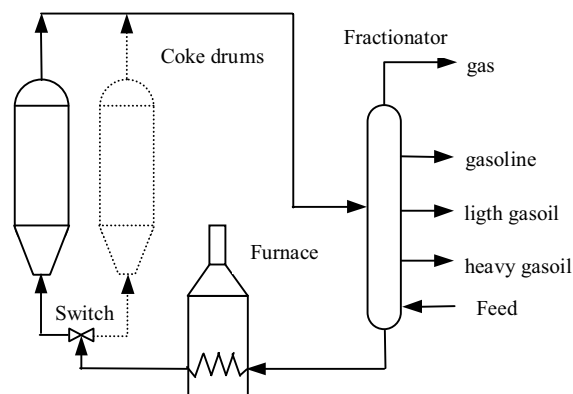 Fractionator
Coke drums
gas
gasoline
ligth gasoil
Furnace
heavy gasoil
Switch
Feed